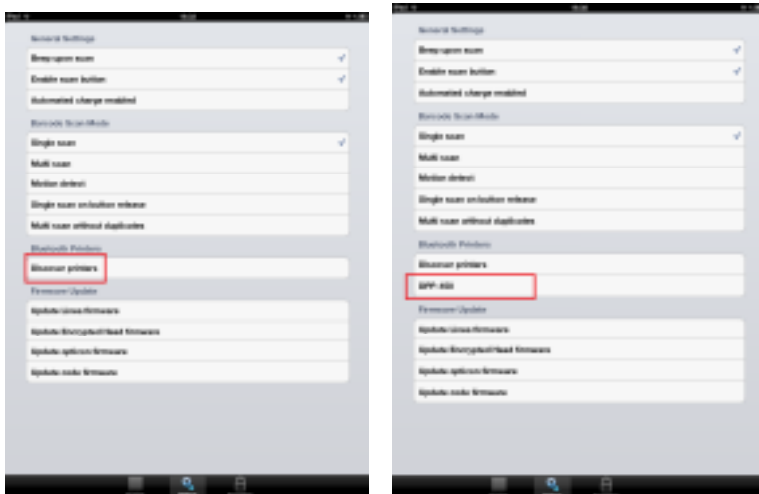 General Settings
Beep upon scan
Enable scan button
Automated charge enabled
Barcode Scan Mode
Single scan
Multi scan
Motion detect
Single scan on button release
Multi scan without duplicates
Bluetooth Printers
Discover printers
Firmware Update
Update Linea firmware
Update Encrypted Head firmware
Update opticon firmware
Update code firmware
General Settings
Beep upon scan
Enable scan button
Automated charge enabled
Barcode Scan Mode
Single scan
Multi scan
Motion detect
Single scan on button release
Multi scan without duplicates
Bluetooth Printers
Discover printers
Firmware Update
Update Linea firmware
Update Encrypted Head firmware
Update opticon firmware
Update code firmware